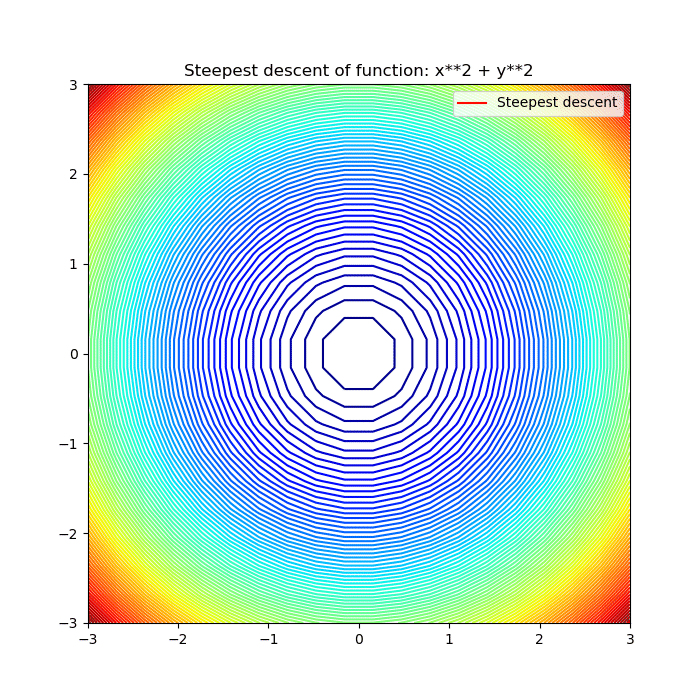 Steepest descent of function: x**2 + y**2
Steepest descent
3
2
1
0
−1
−2
−3
−3 −2 −1 0 1 2 3